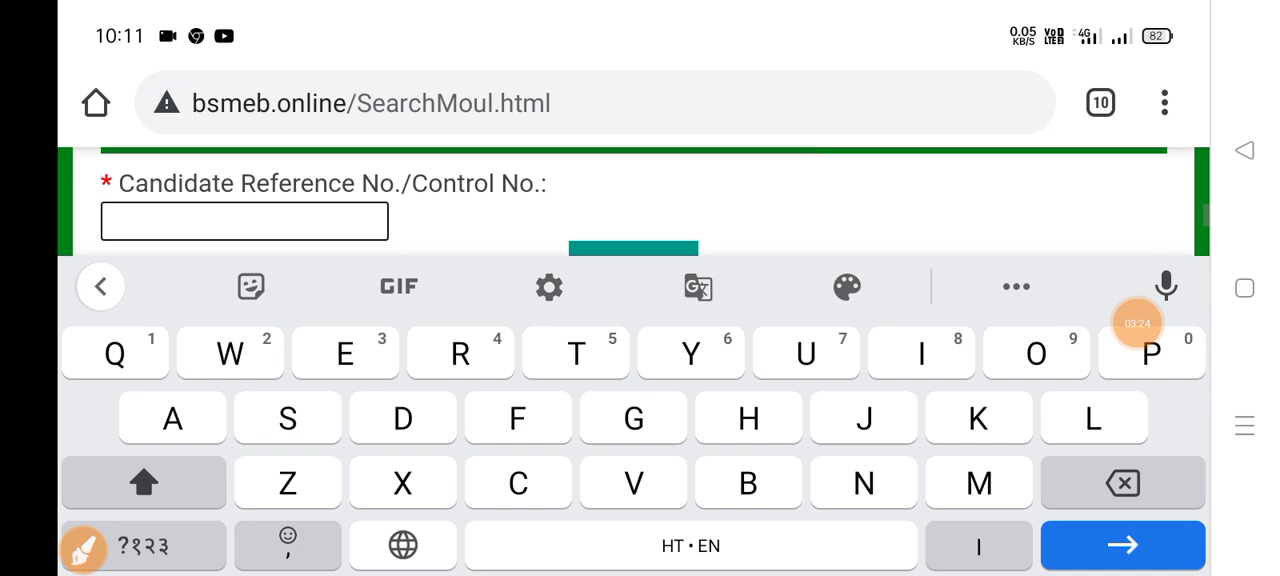 10:11
0.05 KB/S VoD LTE2 4G 82
bsmeb.online/SearchMoul.html
10
* Candidate Reference No./Control No.:
GIF
03:24
Q 1 W 2 E 3 R 4 T 5 Y 6 U 7 I 8 O 9 P 0
A S D F G H J K L
Z X C V B N M
?१२३ , HT • EN ।